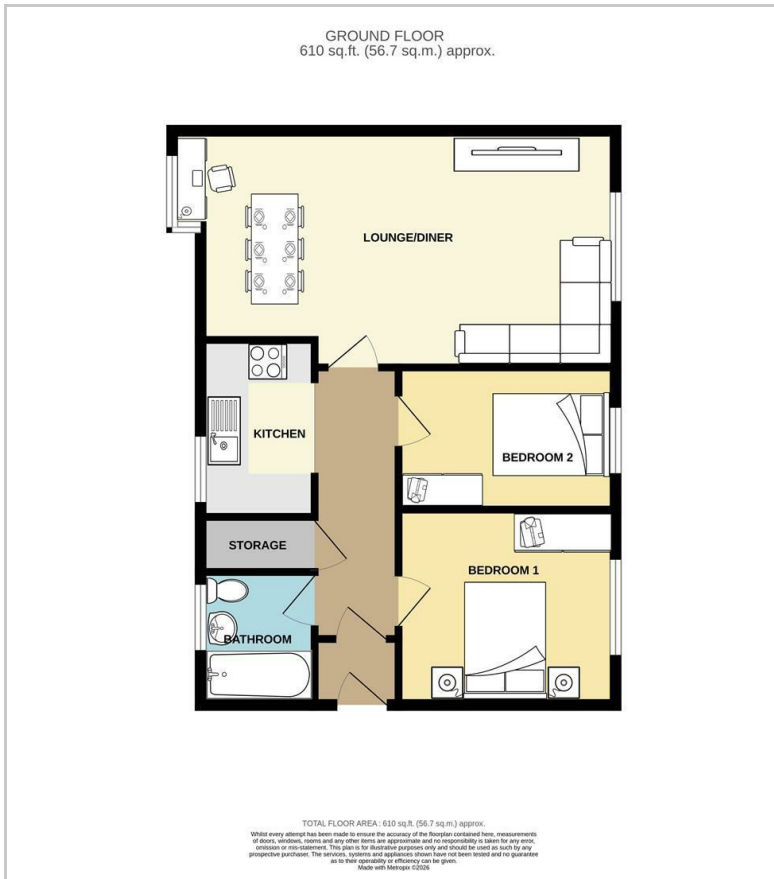 GROUND FLOOR
610 sq.ft. (56.7 sq.m.) approx.
LOUNGE/DINER
KITCHEN
BEDROOM 2
STORAGE
BEDROOM 1
BATHROOM
TOTAL FLOOR AREA : 610 sq.ft. (56.7 sq.m.) approx.
Whilst every attempt has been made to ensure the accuracy of the floorplan contained here, measurements
of doors, windows, rooms and any other items are approximate and no responsibility is taken for any error,
omission or mis-statement. This plan is for illustrative purposes only and should be used as such by any
prospective purchaser. The services, systems and appliances shown have not been tested and no guarantee
as to their operability or efficiency can be given.
Made with Metropix ©2026